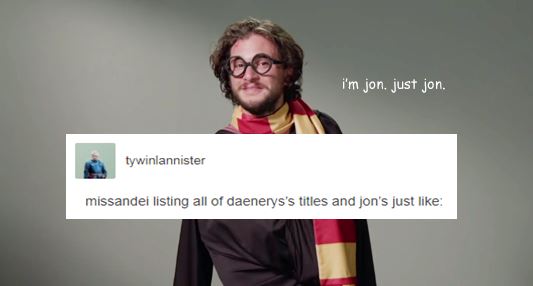 i'm jon. just jon.
tywinlannister
missandei listing all of daenerys's titles and jon's just like: